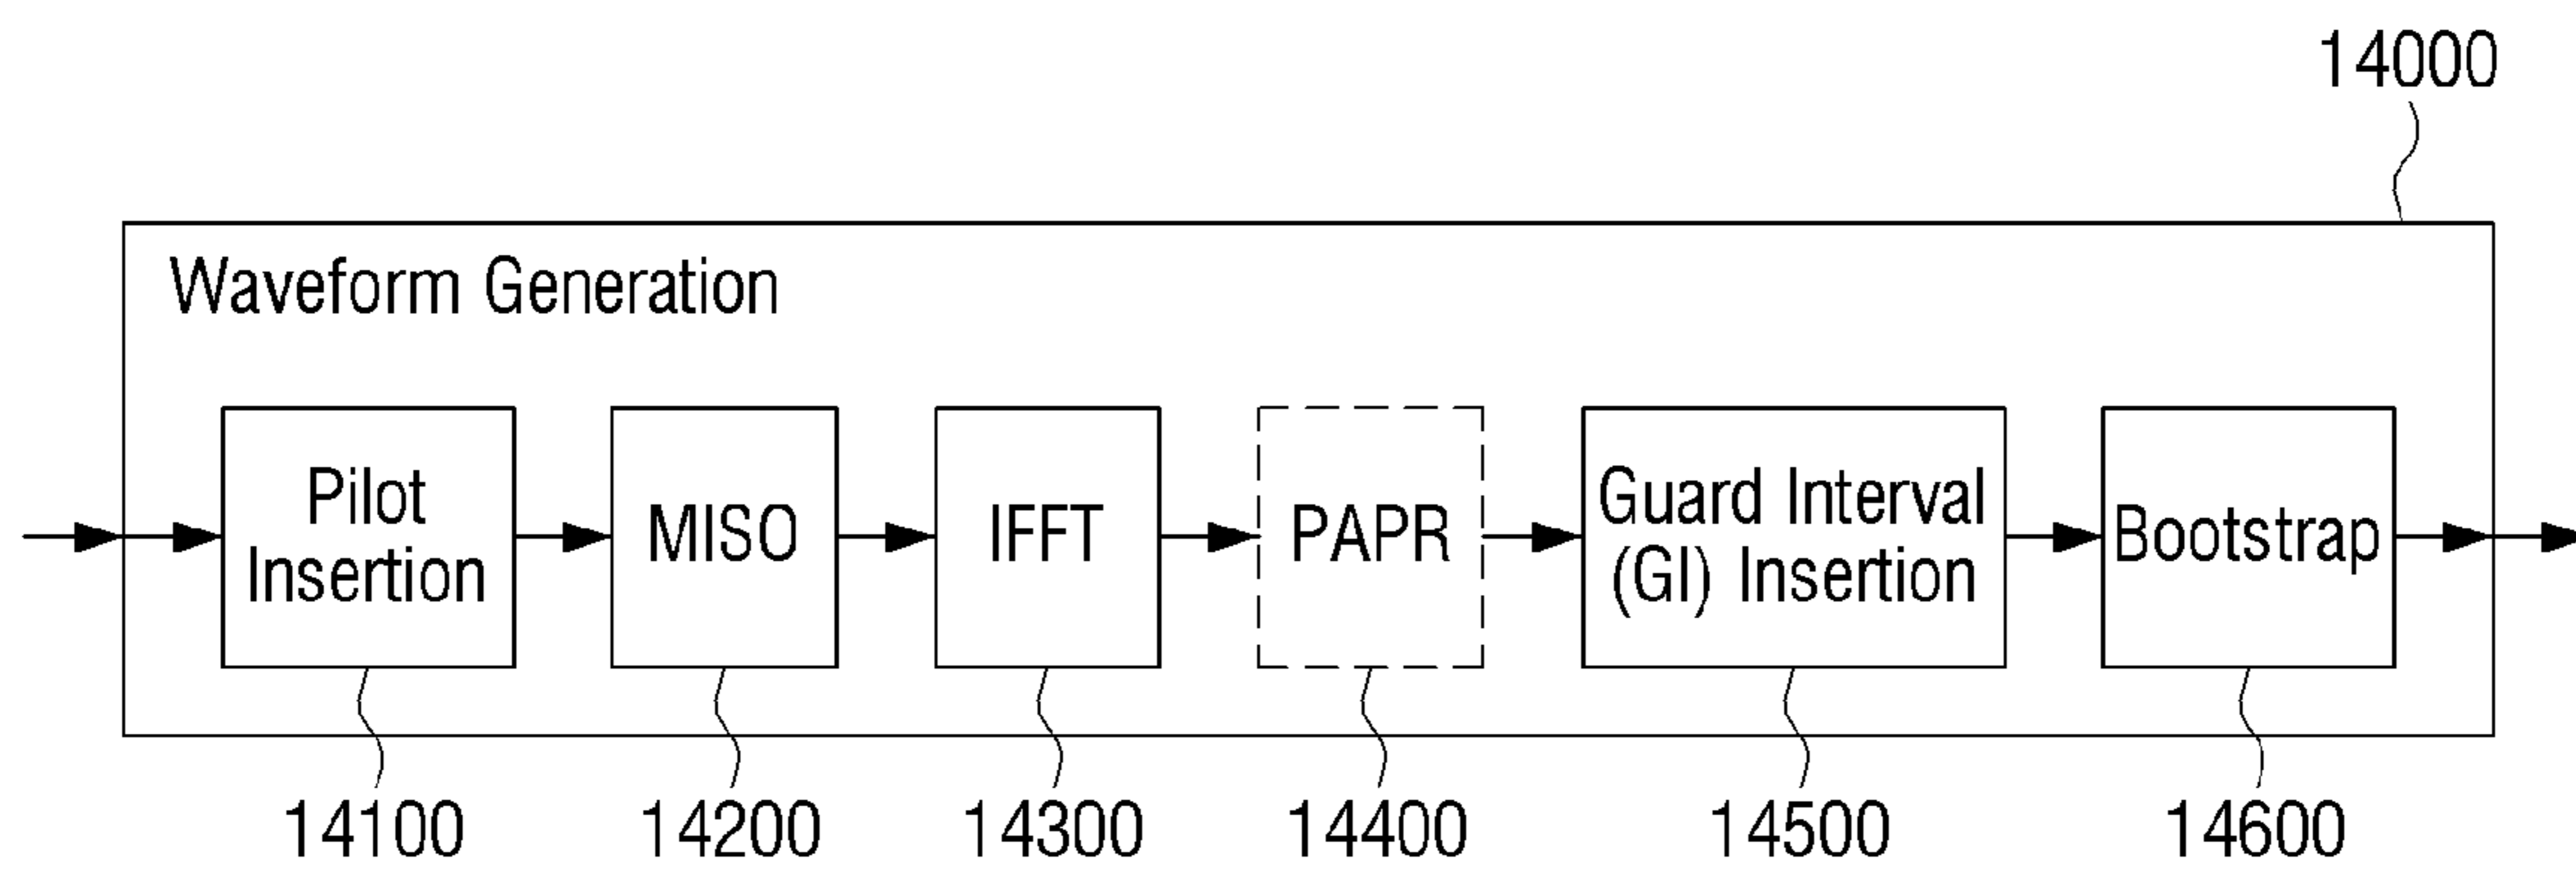 14000
Waveform Generation
Pilot
Insertion
MISO
IFFT
PAPR
Guard Interval
(GI) Insertion
Bootstrap
14100
14200
14300
14400
14500
14600